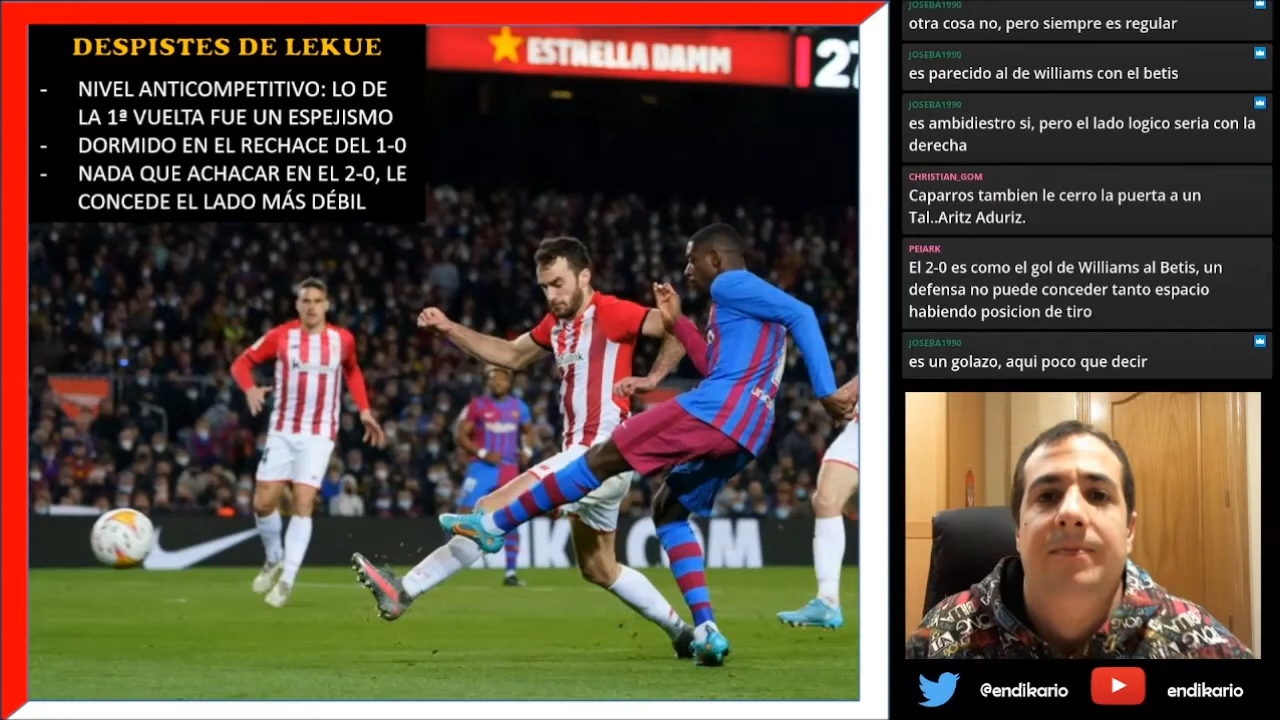 DESPISTES DE LEKUE
- NIVEL ANTICOMPETITIVO: LO DE
LA 1ª VUELTA FUE UN ESPEJISMO
- DORMIDO EN EL RECHACE DEL 1-0
- NADA QUE ACHACAR EN EL 2-0, LE
CONCEDE EL LADO MÁS DÉBIL
ESTRELLA DAMM
27
JOSEBA1990
otra cosa no, pero siempre es regular
JOSEBA1990
es parecido al de williams con el betis
JOSEBA1990
es ambidiestro si, pero el lado logico seria con la
derecha
CHRISTIAN_GOM
Caparros tambien le cerro la puerta a un
Tal..Aritz Aduriz.
PEIARK
El 2-0 es como el gol de Williams al Betis, un
defensa no puede conceder tanto espacio
habiendo posicion de tiro
JOSEBA1990
es un golazo, aqui poco que decir
@endikario
endikario